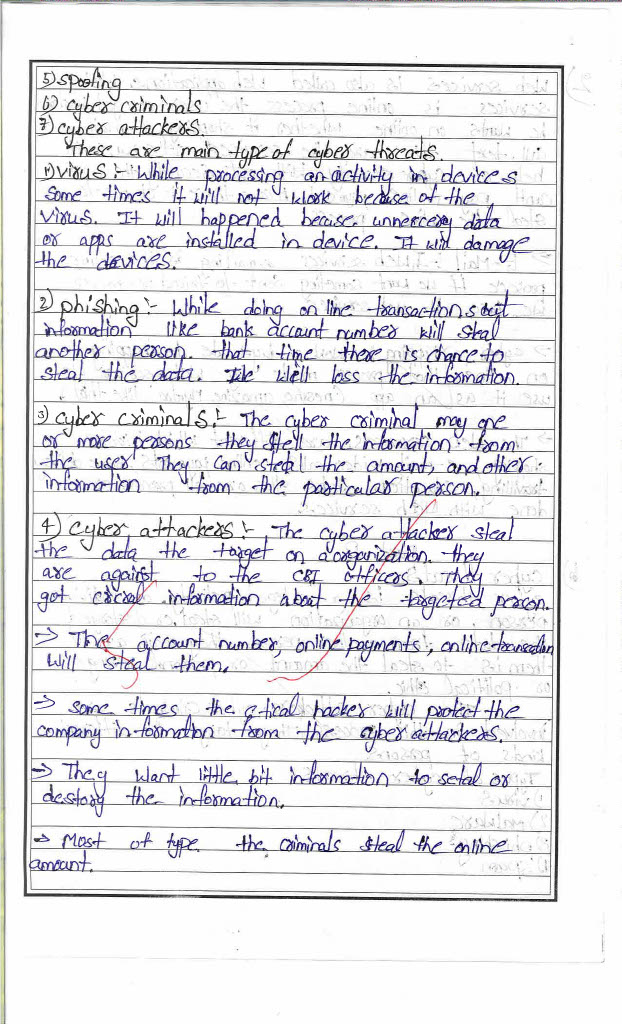 5) spoofing
6) cyber criminals
7) cyber attackers.
These are main type of cyber threats.
1) virus :- While processing an activity in devices
Some times it will not work becuse of the
virus. It will happened becuse unnercery data
or apps are installed in device. It will damage
the devices.
2) phishing :- While doing on line transactions
information like bank account number will steal
another person. that time there is chance to
steal the data. will loss the information.
3) cyber criminals :- The cyber criminal may one
or more persons they stell the information from
the user They can steal the amount, and other
information from the particular person.
4) cyber attackers :- The cyber attacker steal
the data the target on a organization. they
are against to the CBI officers. They
got crical information about the targeted person.
→ The account number, online payments, online transaction
will steal them.
→ some times the etical hacker will protect the
company information from the cyber attackers.
→ They want little bit information to setal or
destory the information.
→ Most of type the criminals steal the online
amount.